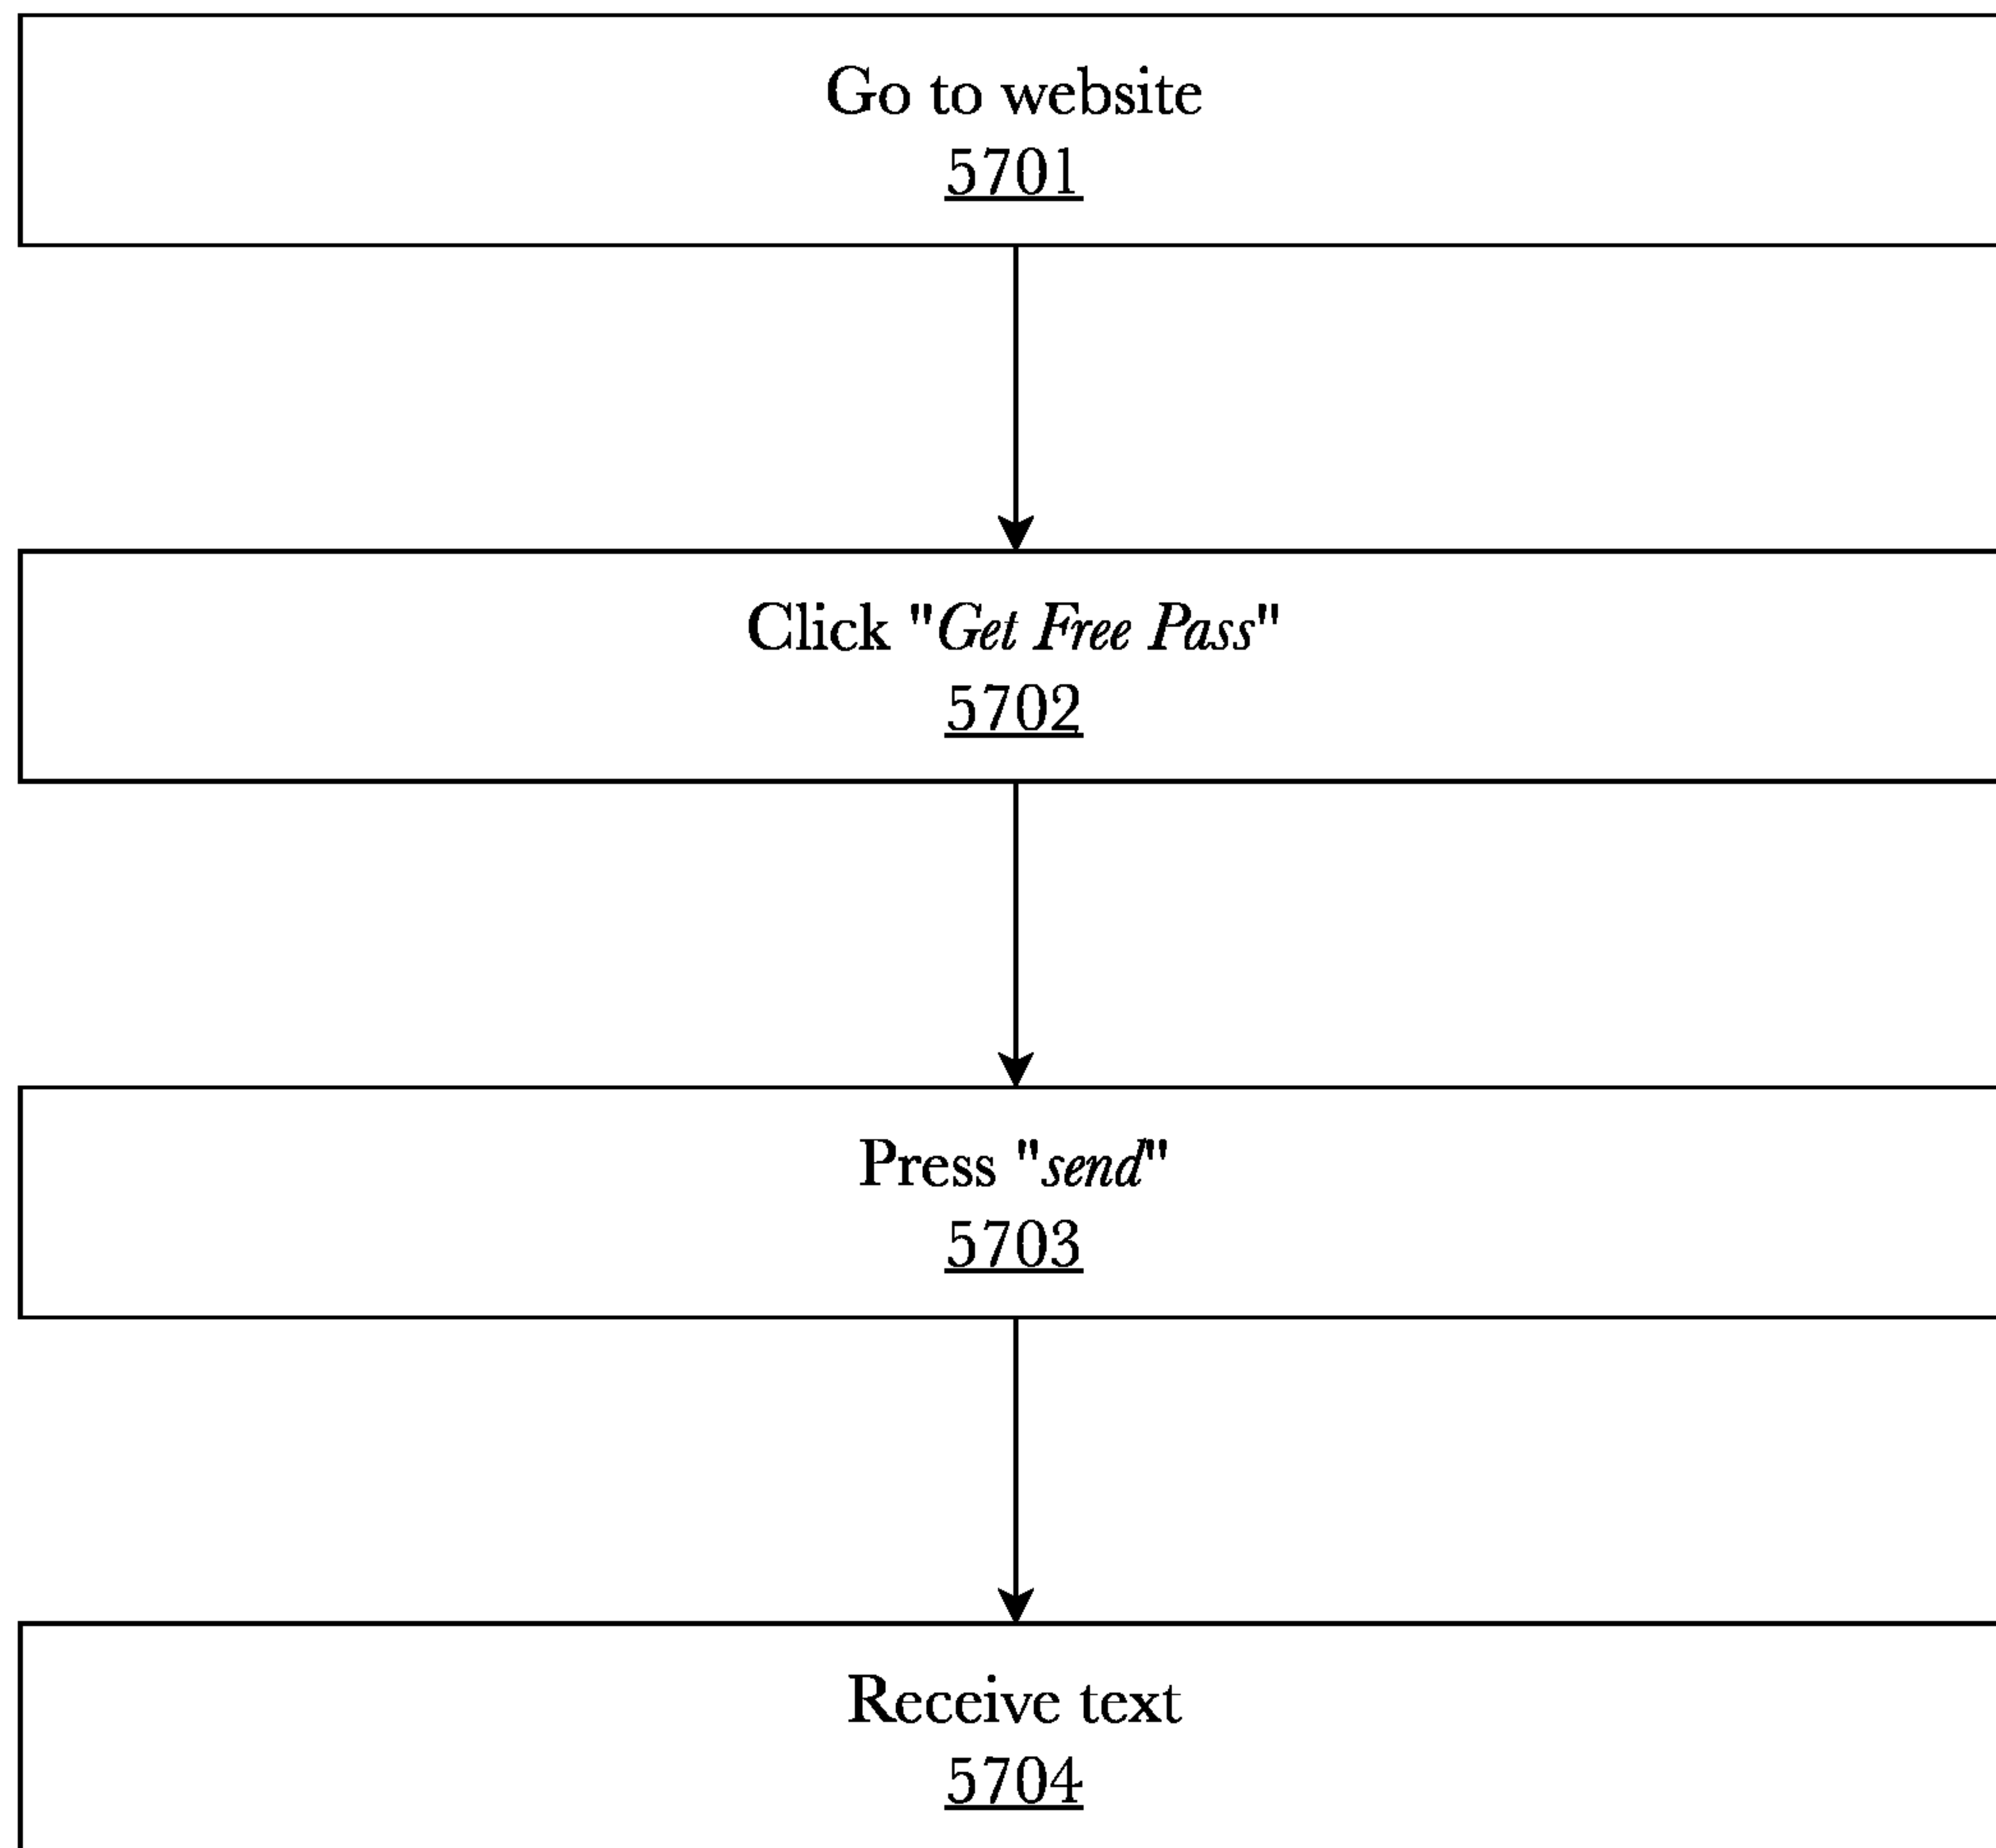 Go to website
5701
Click "Get Free Pass"
5702
Press "send"
5703
Receive text
5704